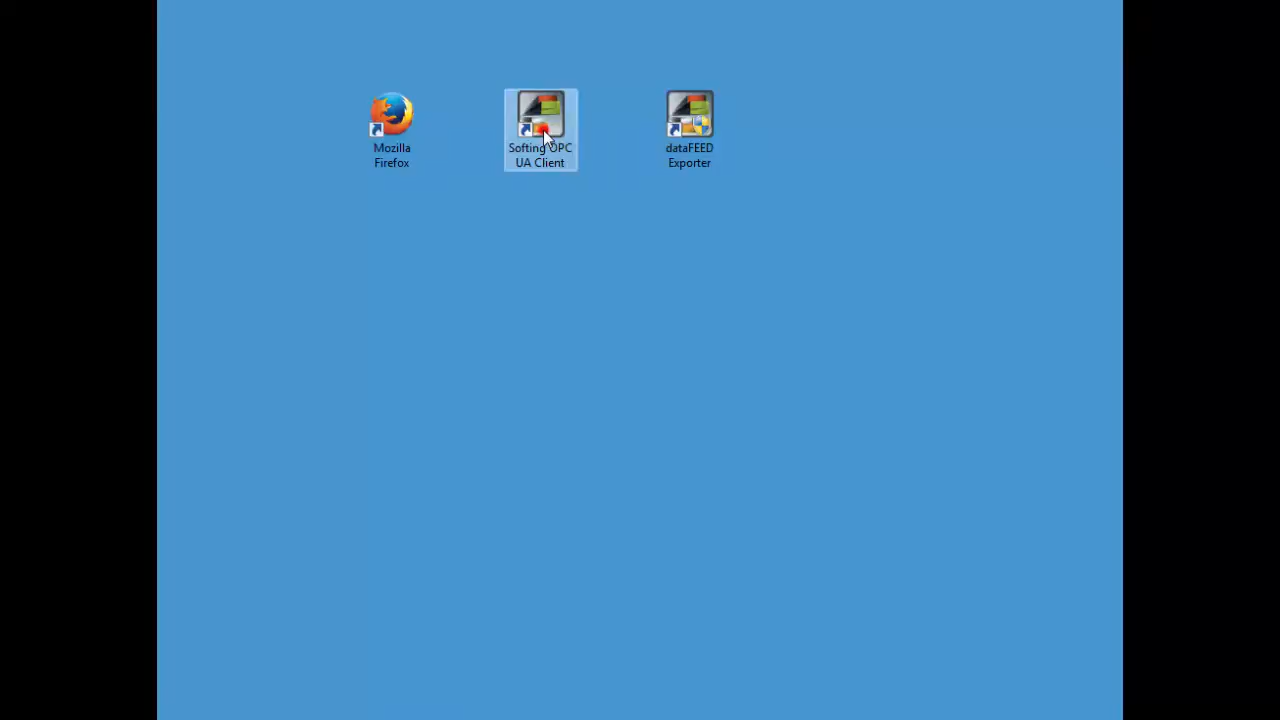 Mozilla
Firefox
Softing OPC
UA Client
dataFEED
Exporter